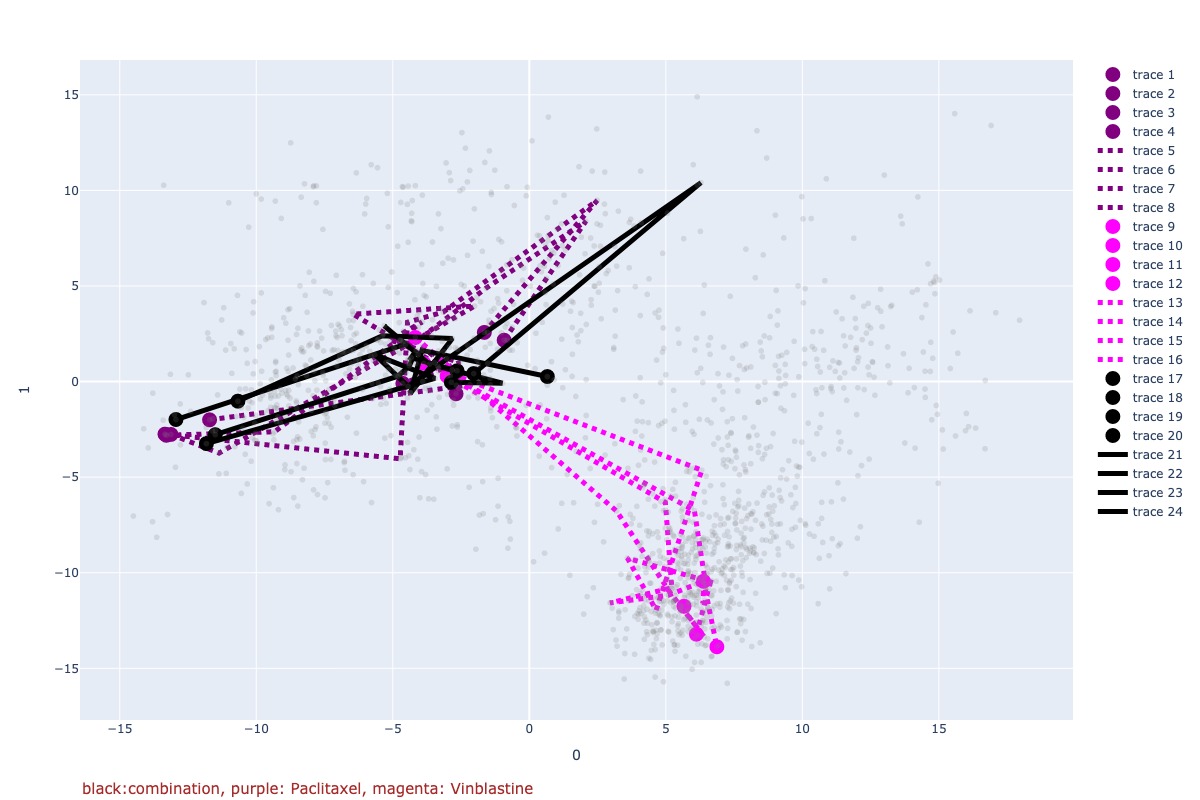 15
10
5
0
−5
−10
−15
1
−15
−10
−5
0
5
10
15
0
trace 1
trace 2
trace 3
trace 4
trace 5
trace 6
trace 7
trace 8
trace 9
trace 10
trace 11
trace 12
trace 13
trace 14
trace 15
trace 16
trace 17
trace 18
trace 19
trace 20
trace 21
trace 22
trace 23
trace 24
black:combination, purple: Paclitaxel, magenta: Vinblastine